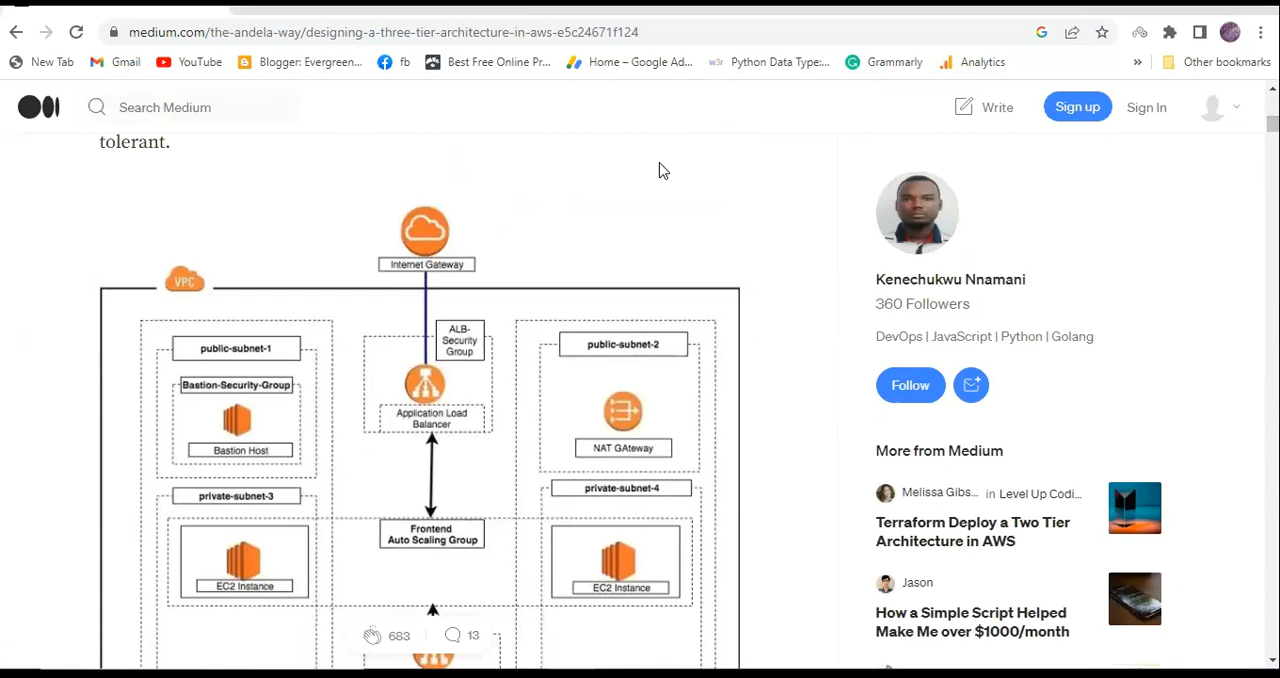 medium.com/the-andela-way/designing-a-three-tier-architecture-in-aws-e5c24671f124
New Tab
Gmail
YouTube
Blogger: Evergreen...
fb
Best Free Online Pr...
Home – Google Ad...
w3r
Python Data Type:...
Grammarly
Analytics
»
Other bookmarks
Search Medium
Write
Sign up
Sign In
tolerant.
Internet Gateway
VPC
public-subnet-1
Bastion-Security-Group
Bastion Host
ALB-
Security
Group
Application Load
Balancer
public-subnet-2
NAT GAteway
private-subnet-3
EC2 Instance
Frontend
Auto Scaling Group
private-subnet-4
EC2 Instance
683
13
Kenechukwu Nnamani
360 Followers
DevOps | JavaScript | Python | Golang
Follow
More from Medium
Melissa Gibs... in Level Up Codi...
Terraform Deploy a Two Tier
Architecture in AWS
Jason
How a Simple Script Helped
Make Me over $1000/month